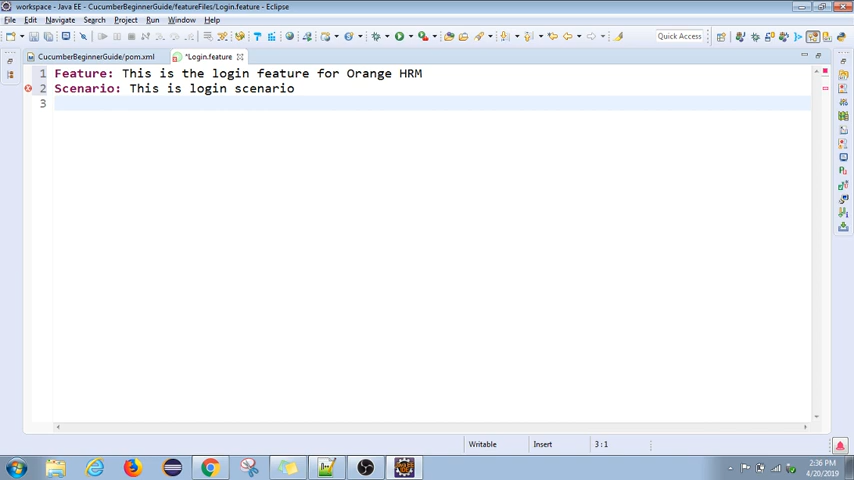 workspace - Java EE - CucumberBeginnerGuide/featureFiles/Login.feature - Eclipse
File Edit Navigate Search Project Run Window Help
Quick Access
CucumberBeginnerGuide/pom.xml *Login.feature
1 Feature: This is the login feature for Orange HRM
2 Scenario: This is login scenario
3
Writable Insert 3 : 1
2:36 PM
4/20/2019